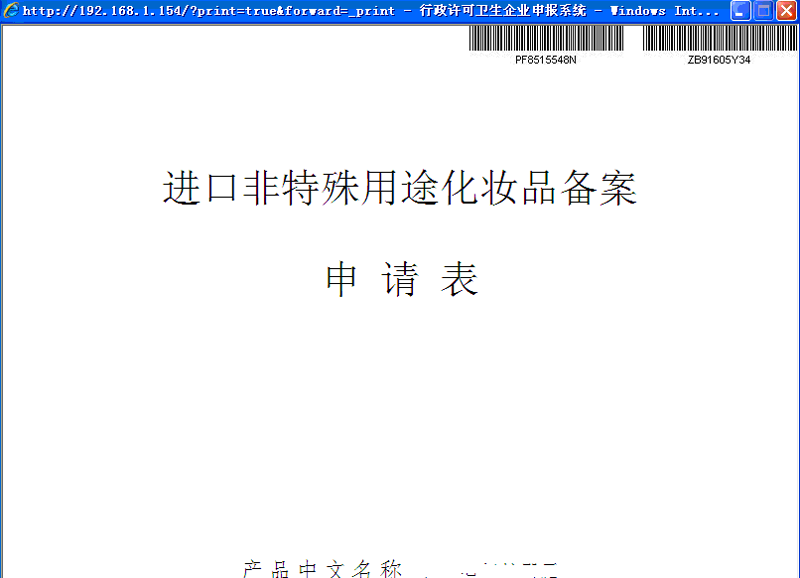 http://192.168.1.154/?print=true&forward=_print - 行政许可卫生企业申报系统 - Windows Int...
PF8515548N ZB91605Y34
进口非特殊用途化妆品备案
申 请 表
产品中文名称